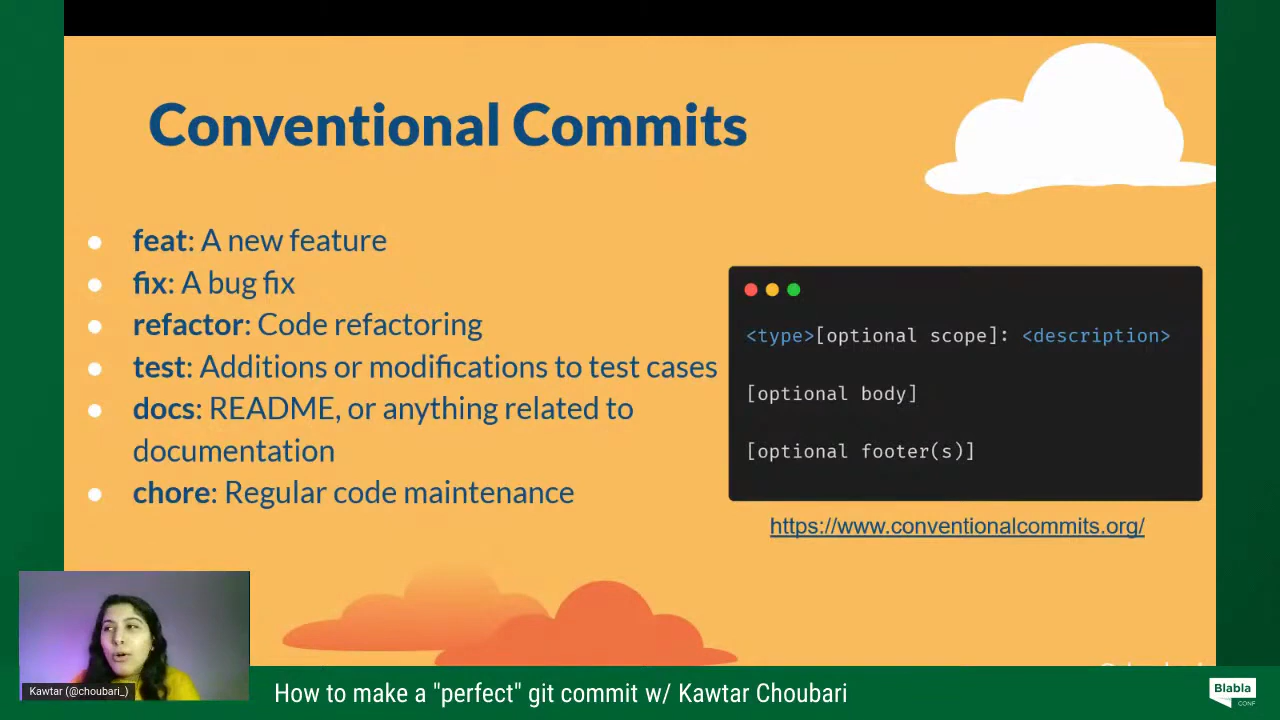 Conventional Commits
feat: A new feature
fix: A bug fix
refactor: Code refactoring
test: Additions or modifications to test cases
docs: README, or anything related to
documentation
chore: Regular code maintenance
<type>[optional scope]: <description>
[optional body]
[optional footer(s)]
https://www.conventionalcommits.org/
Kawtar (@choubari_)
How to make a "perfect" git commit w/ Kawtar Choubari
Blabla
CONF